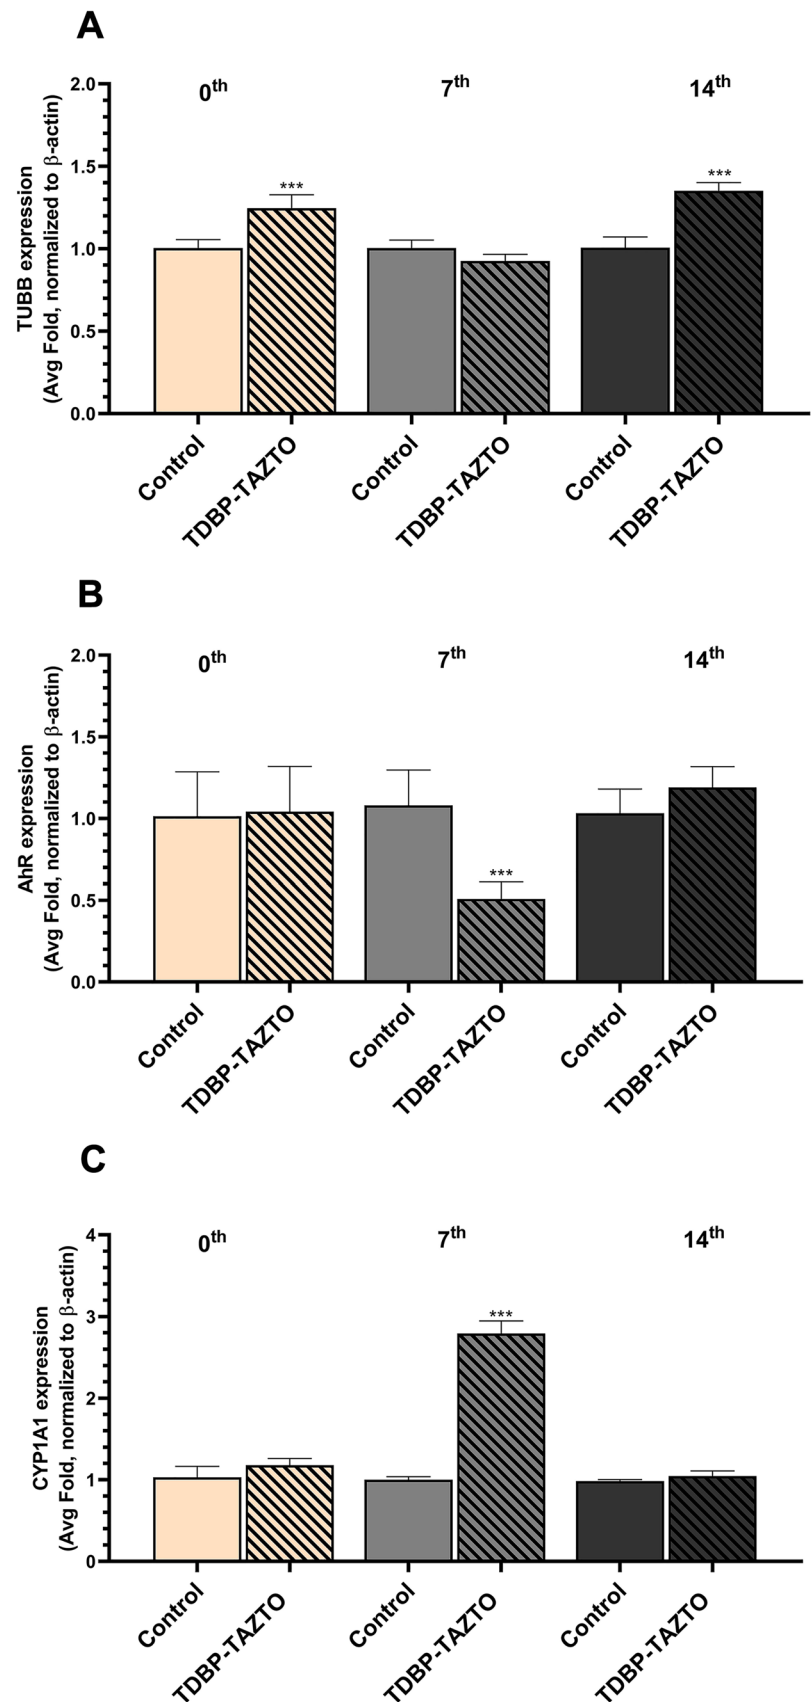 A
0th
7th
14th
TUBB expression
(Avg Fold, normalized to β-actin)
2.0
1.5
1.0
0.5
0.0
***
***
Control
TDBP-TAZTO
Control
TDBP-TAZTO
Control
TDBP-TAZTO
B
0th
7th
14th
AhR expression
(Avg Fold, normalized to β-actin)
2.0
1.5
1.0
0.5
0.0
***
Control
TDBP-TAZTO
Control
TDBP-TAZTO
Control
TDBP-TAZTO
C
0th
7th
14th
CYP1A1 expression
(Avg Fold, normalized to β-actin)
4
3
2
1
0
***
Control
TDBP-TAZTO
Control
TDBP-TAZTO
Control
TDBP-TAZTO